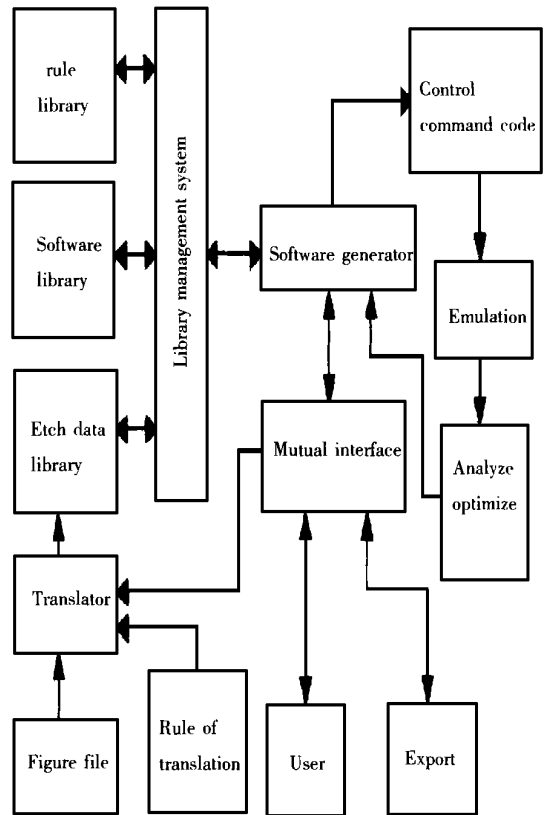 rule
library
Software
library
Etch data
library
Translator
Figure file
Rule of
translation
Library management system
Software generator
Mutual interface
User
Export
Control
command code
Emulation
Analyze
optimize